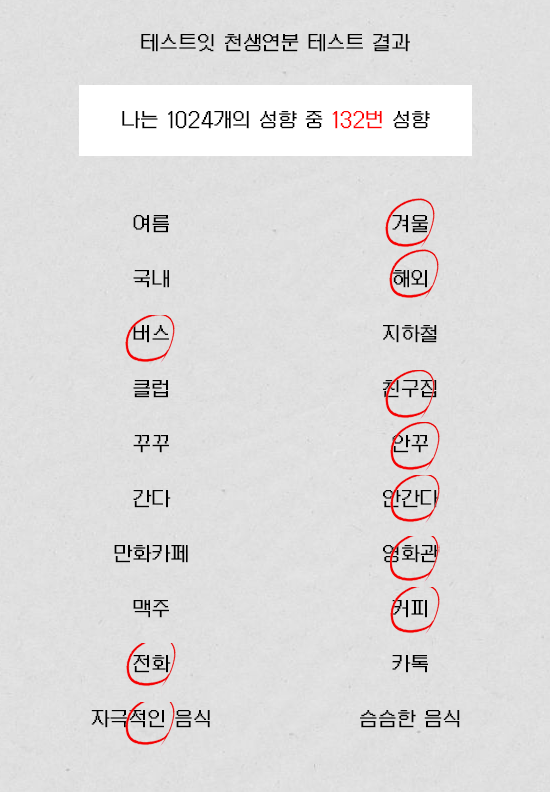 테스트잇 천생연분 테스트 결과
나는 1024개의 성향 중 132번 성향
여름 겨울
국내 해외
버스 지하철
클럽 친구집
꾸꾸 안꾸
간다 안간다
만화카페 영화관
맥주 커피
전화 카톡
자극적인 음식 슴슴한 음식